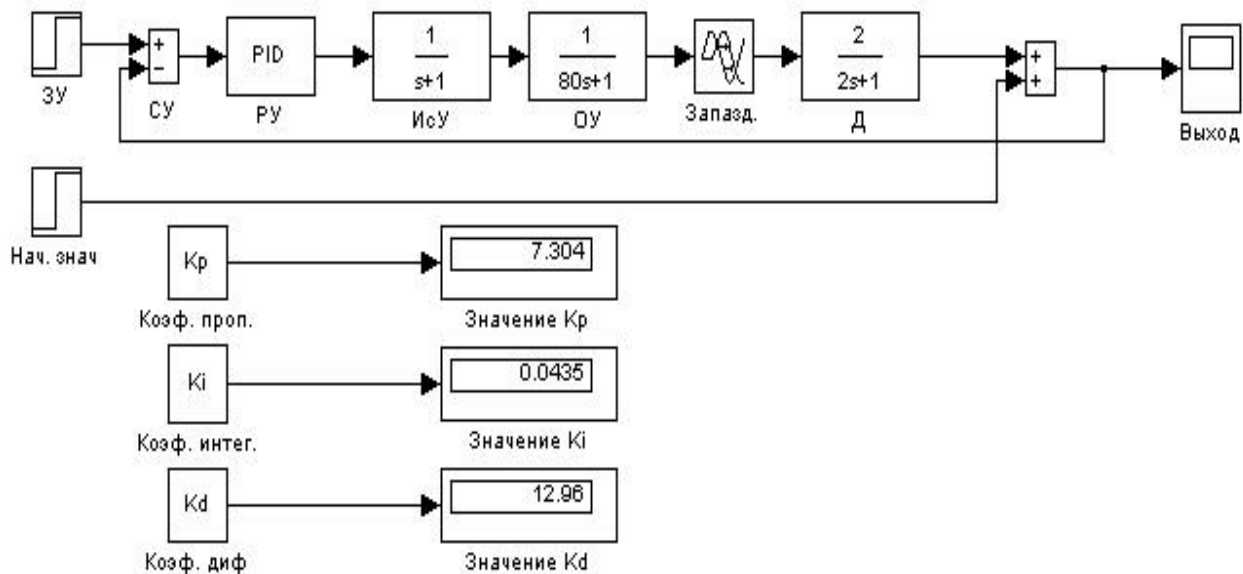 +
−
PID
1
s+1
1
80s+1
2
2s+1
+
+
ЗУ
СУ
РУ
ИсУ
ОУ
Запазд.
Д
Выход
Нач. знач
Kp
7.304
Коэф. проп.
Значение Kp
Ki
0.0435
Коэф. интег.
Значение Ki
Kd
12.96
Коэф. диф
Значение Kd